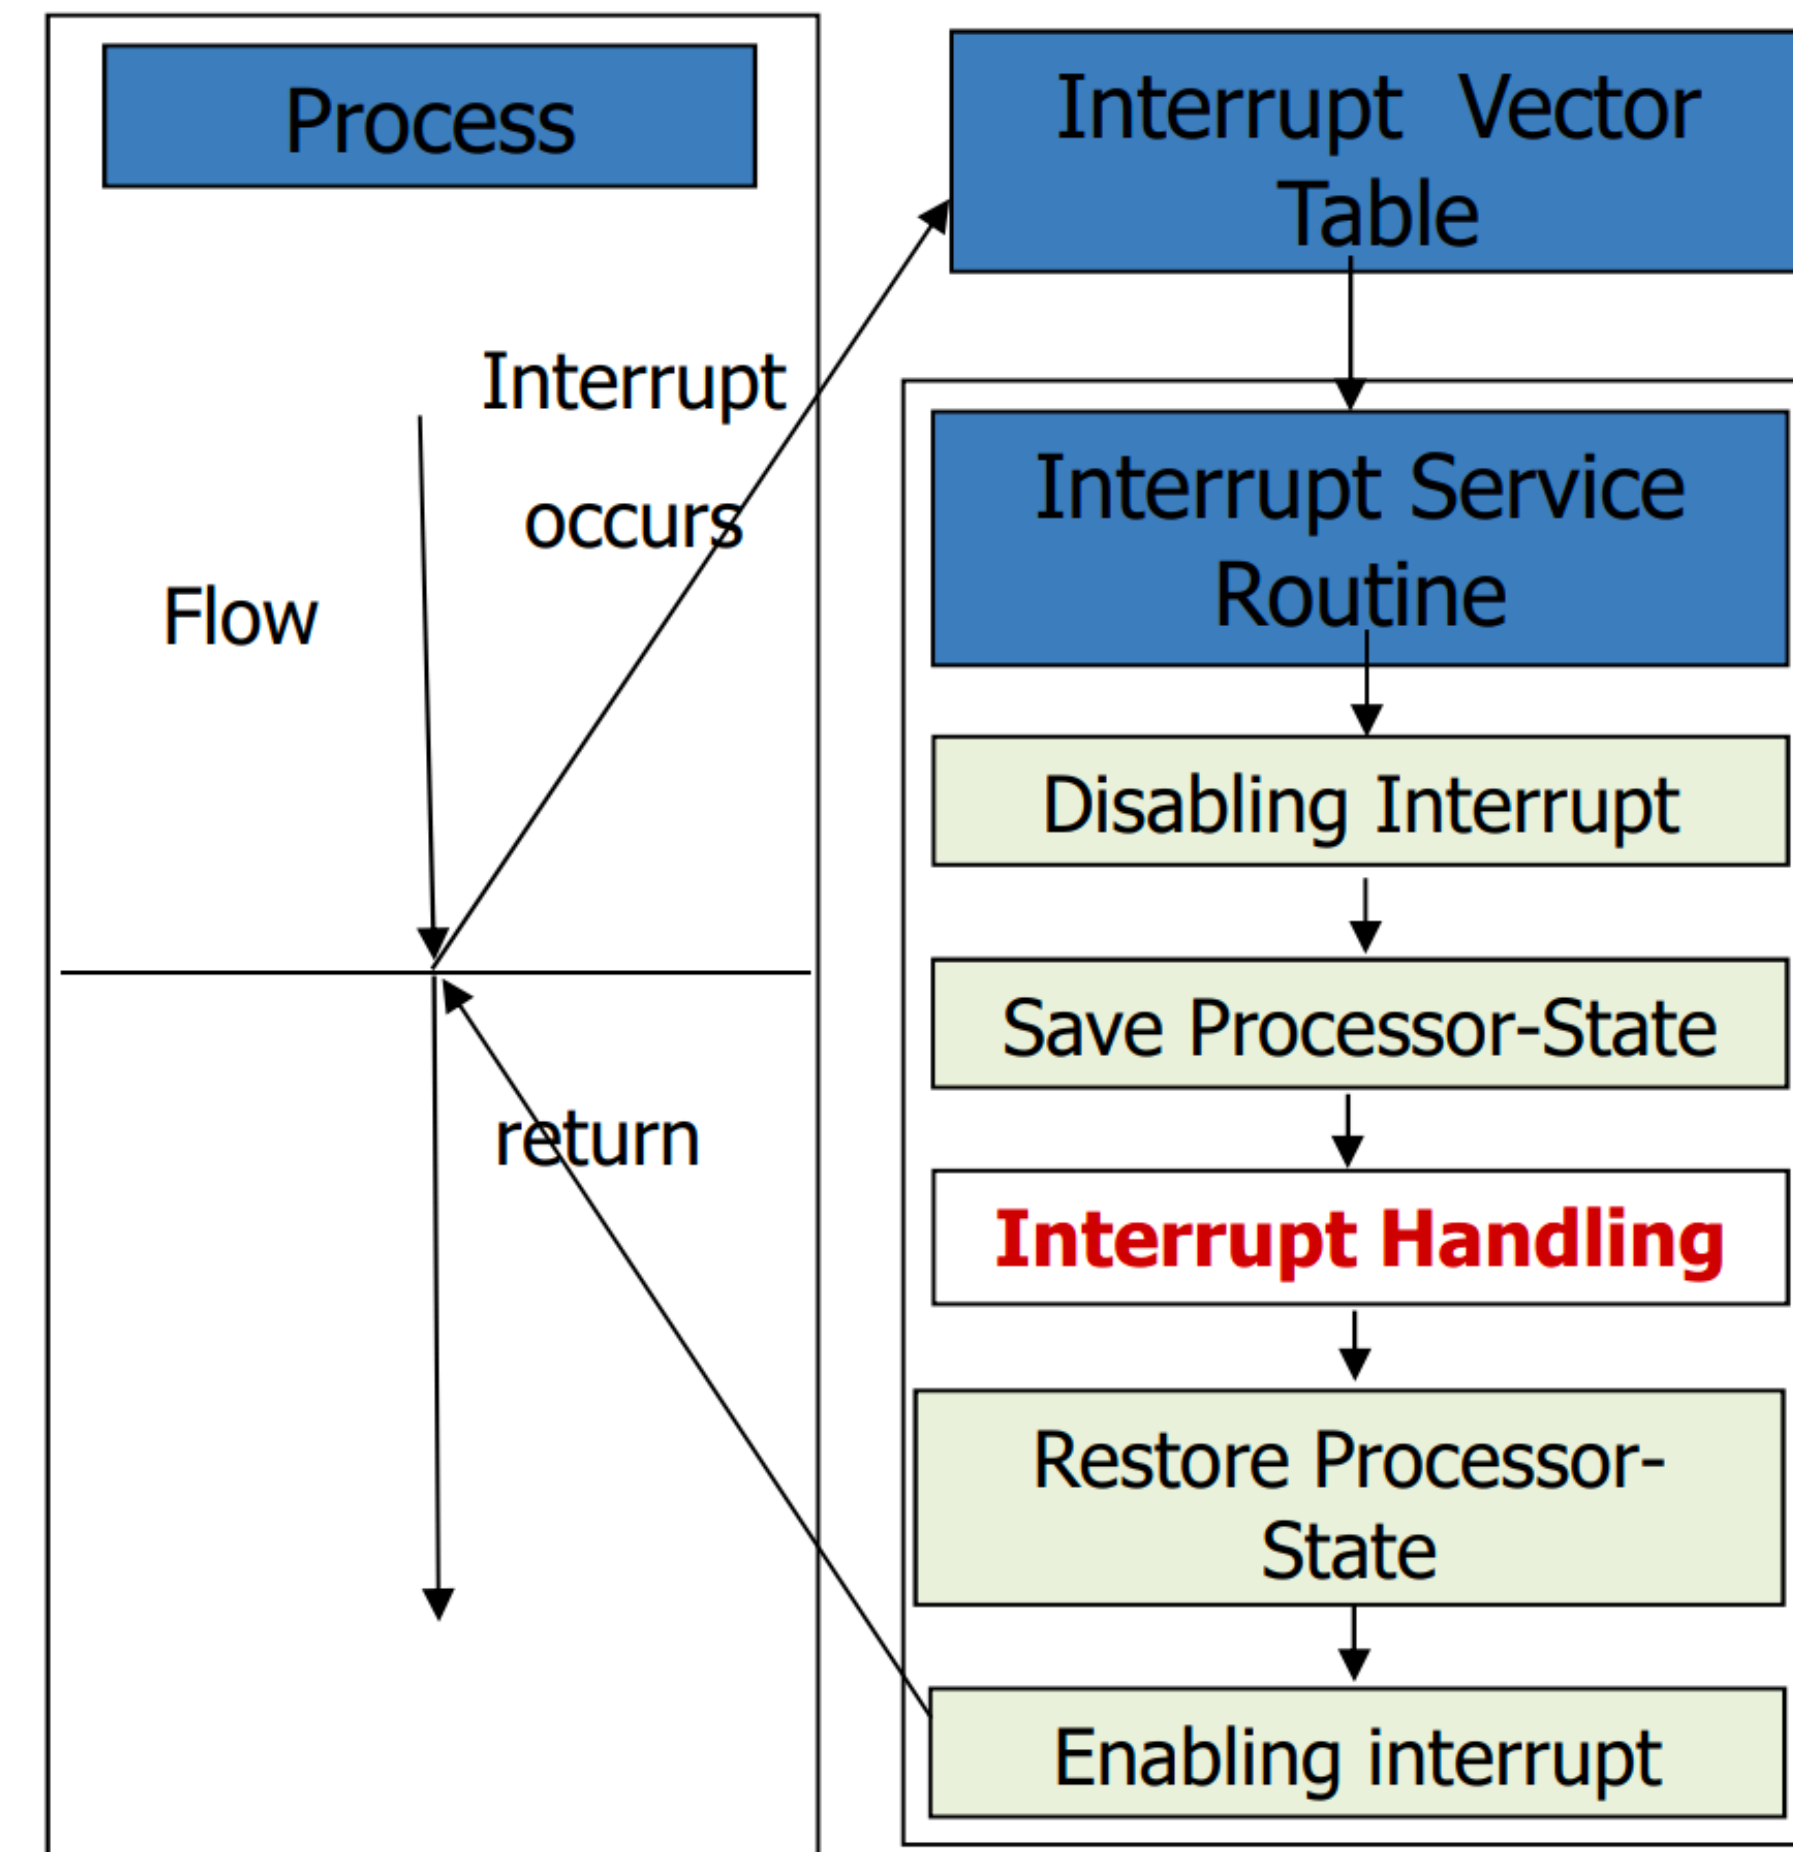 Process
Interrupt
occurs
Flow
return
Interrupt  Vector
Table
Interrupt Service
Routine
Disabling Interrupt
Save Processor-State
Interrupt Handling
Restore Processor-
State
Enabling interrupt